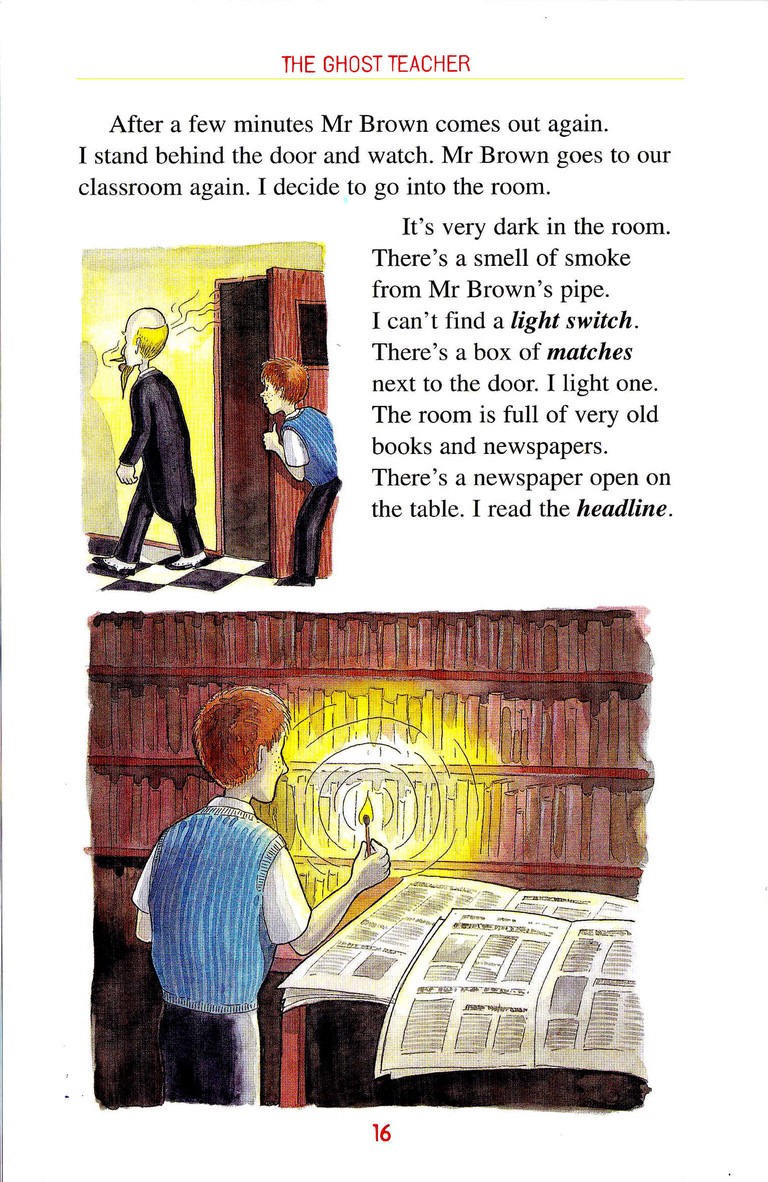 THE GHOST TEACHER
After a few minutes Mr Brown comes out again.
I stand behind the door and watch. Mr Brown goes to our
classroom again. I decide to go into the room.
It's very dark in the room.
There's a smell of smoke
from Mr Brown's pipe.
I can't find a light switch.
There's a box of matches
next to the door. I light one.
The room is full of very old
books and newspapers.
There's a newspaper open on
the table. I read the headline.
16